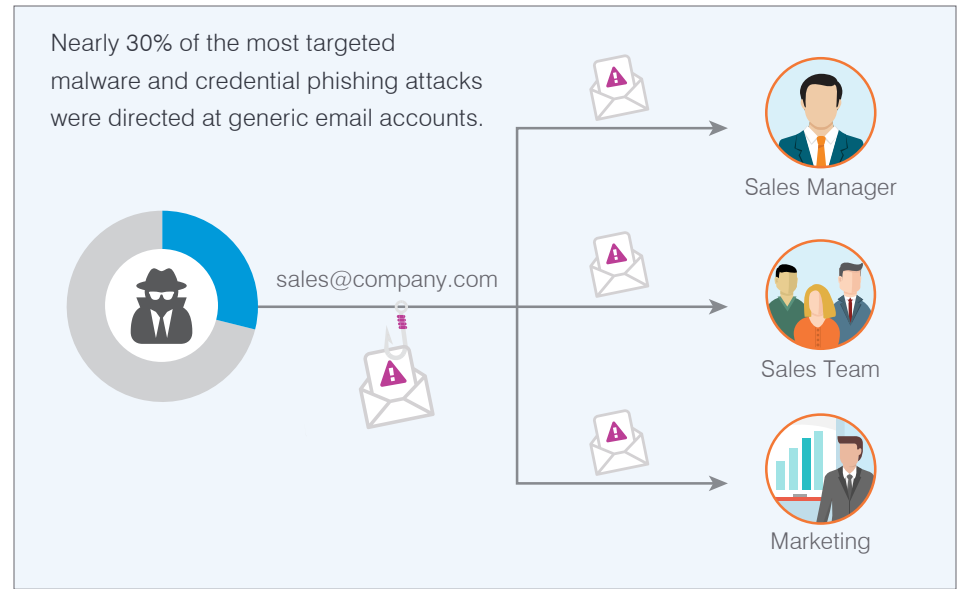 Nearly 30% of the most targeted
malware and credential phishing attacks
were directed at generic email accounts.
Sales Manager
sales@company.com
Sales Team
Marketing